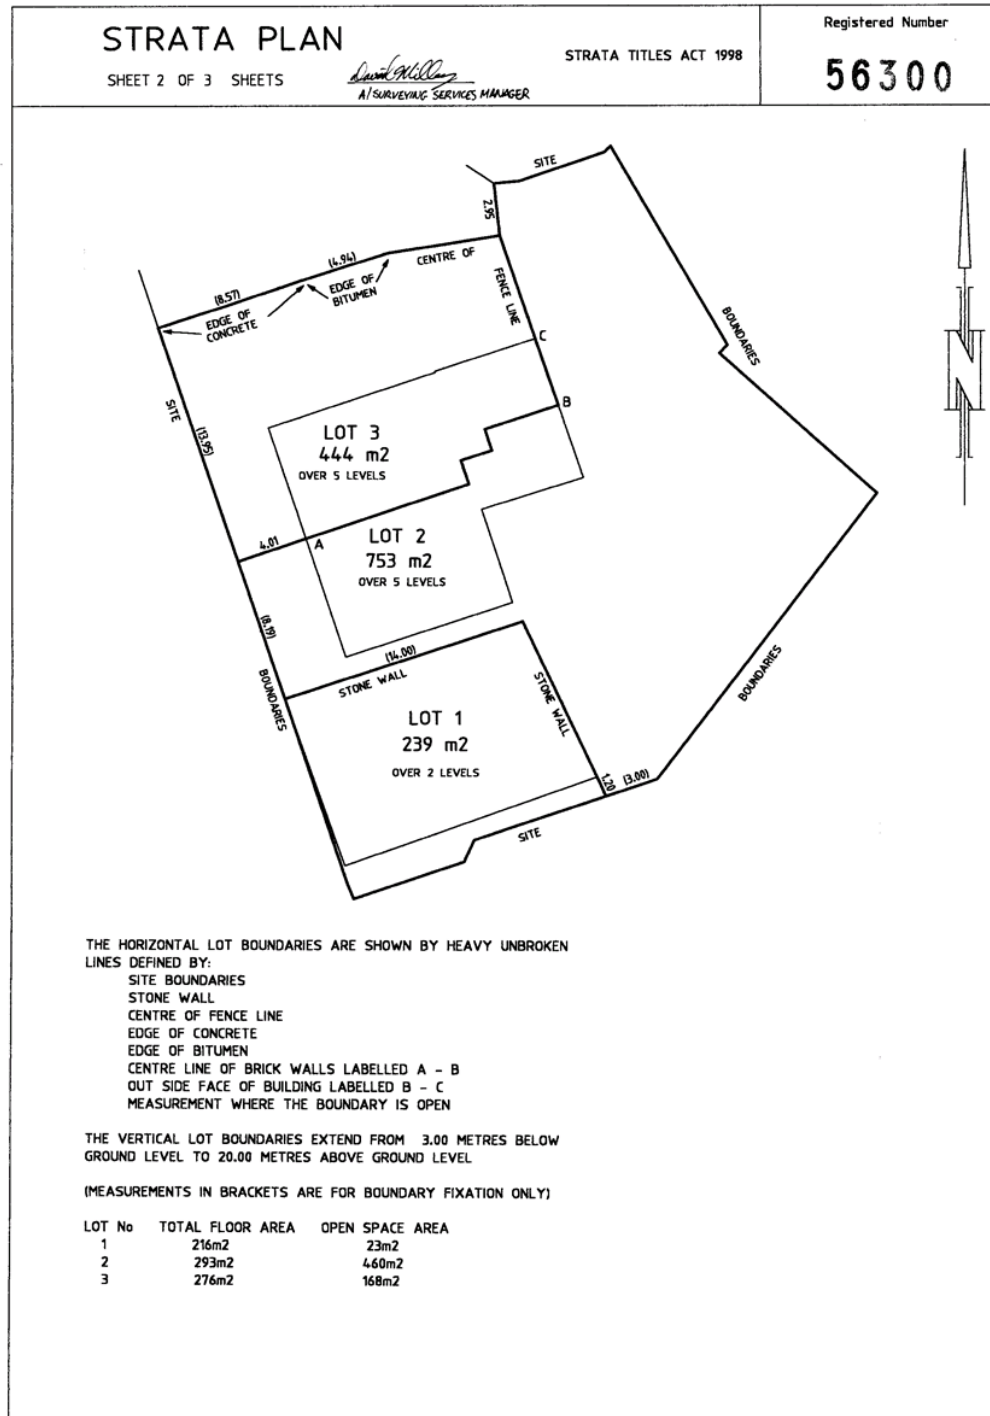 STRATA PLAN
SHEET 2 OF 3 SHEETS
A/SURVEYING SERVICES MANAGER
STRATA TITLES ACT 1998
Registered Number
56300
SITE
2.95
(4.94)
CENTRE OF
FENCE LINE
(8.57)
EDGE OF
BITUMEN
EDGE OF
CONCRETE
BOUNDARIES
C
SITE
B
(13.95)
LOT 3
444 m2
OVER 5 LEVELS
N
4.01
A
LOT 2
753 m2
OVER 5 LEVELS
(8.19)
(14.00)
STONE WALL
BOUNDARIES
STONE WALL
BOUNDARIES
LOT 1
239 m2
OVER 2 LEVELS
1.20
(3.00)
SITE
THE HORIZONTAL LOT BOUNDARIES ARE SHOWN BY HEAVY UNBROKEN
LINES DEFINED BY:
SITE BOUNDARIES
STONE WALL
CENTRE OF FENCE LINE
EDGE OF CONCRETE
EDGE OF BITUMEN
CENTRE LINE OF BRICK WALLS LABELLED A - B
OUT SIDE FACE OF BUILDING LABELLED B - C
MEASUREMENT WHERE THE BOUNDARY IS OPEN
THE VERTICAL LOT BOUNDARIES EXTEND FROM 3.00 METRES BELOW
GROUND LEVEL TO 20.00 METRES ABOVE GROUND LEVEL
(MEASUREMENTS IN BRACKETS ARE FOR BOUNDARY FIXATION ONLY)
LOT No TOTAL FLOOR AREA OPEN SPACE AREA
1 216m2 23m2
2 293m2 460m2
3 276m2 168m2